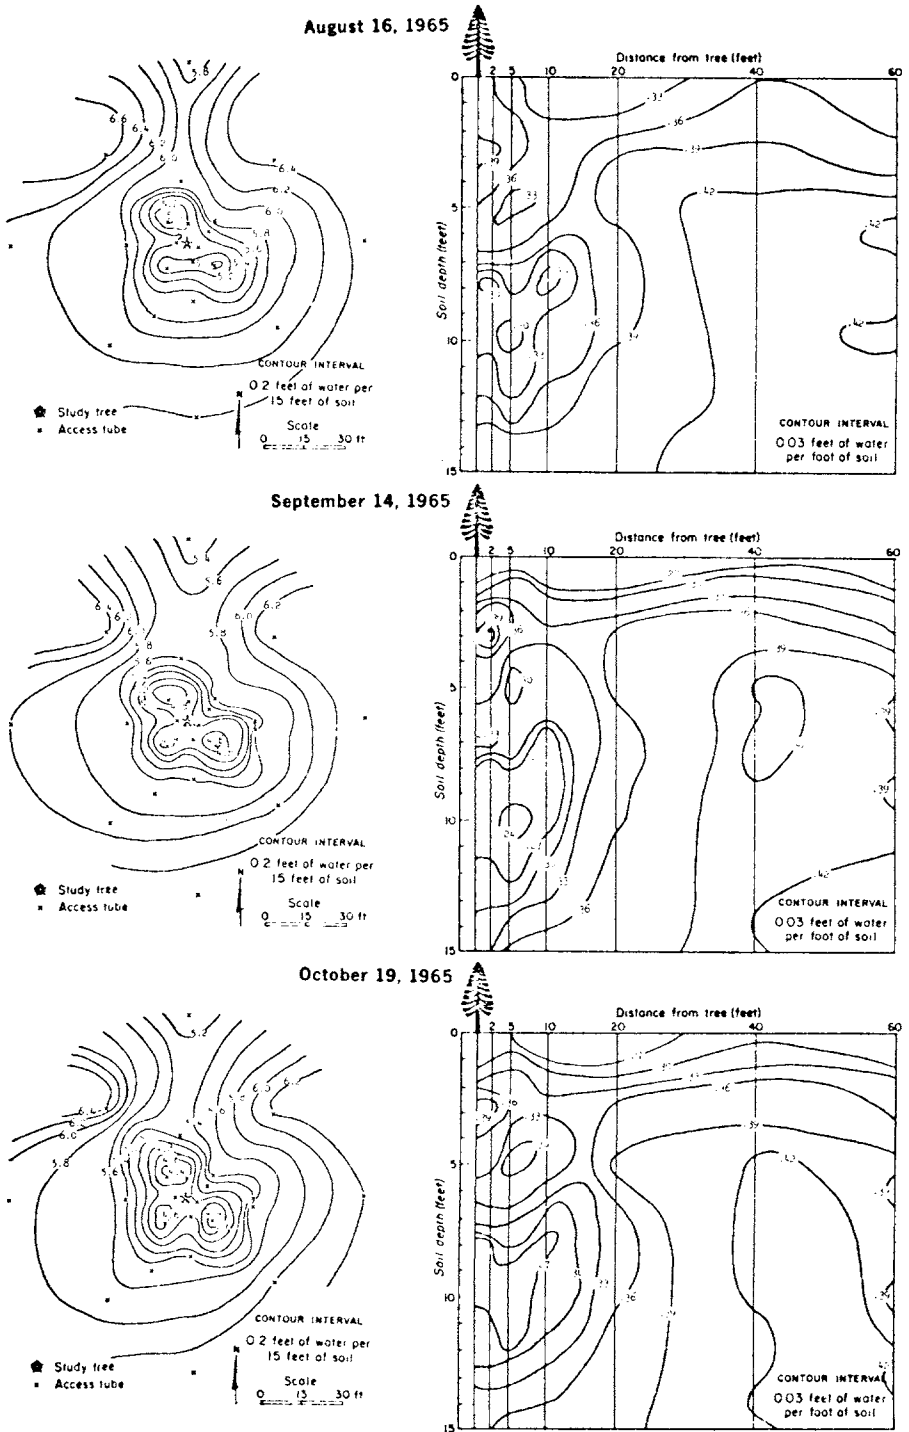 August 16, 1965
5.8
6.6
6.4
6.0
6.0
6.4
6.2
6.0
5.8
5.6
CONTOUR INTERVAL
0.2 feet of water per
15 feet of soil
N
Study tree
Access tube
Scale
0 15 30 ft
Distance from tree (feet)
2 5 10 20 40 60
0
5
10
15
Soil depth (feet)
.33
.36
.39
.42
.39
.36
.33
.42
.36
.39
.42
CONTOUR INTERVAL
0.03 feet of water
per foot of soil
September 14, 1965
5.6
6.4
6.0
6.2
5.8
5.6
CONTOUR INTERVAL
0.2 feet of water per
15 feet of soil
N
Study tree
Access tube
Scale
0 15 30 ft
Distance from tree (feet)
2 5 10 20 40 60
0
5
10
15
Soil depth (feet)
.39
.36
.36
.39
.39
.39
.24
.33
.36
.42
CONTOUR INTERVAL
0.03 feet of water
per foot of soil
October 19, 1965
5.2
6.4
6.0
5.8
5.6
6.0
5.6
5.4
CONTOUR INTERVAL
0.2 feet of water per
15 feet of soil
N
Study tree
Access tube
Scale
0 15 30 ft
Distance from tree (feet)
2 5 10 20 40 60
0
5
10
15
Soil depth (feet)
.33
.36
.36
.39
.33
.39
.36
.39
CONTOUR INTERVAL
0.03 feet of water
per foot of soil